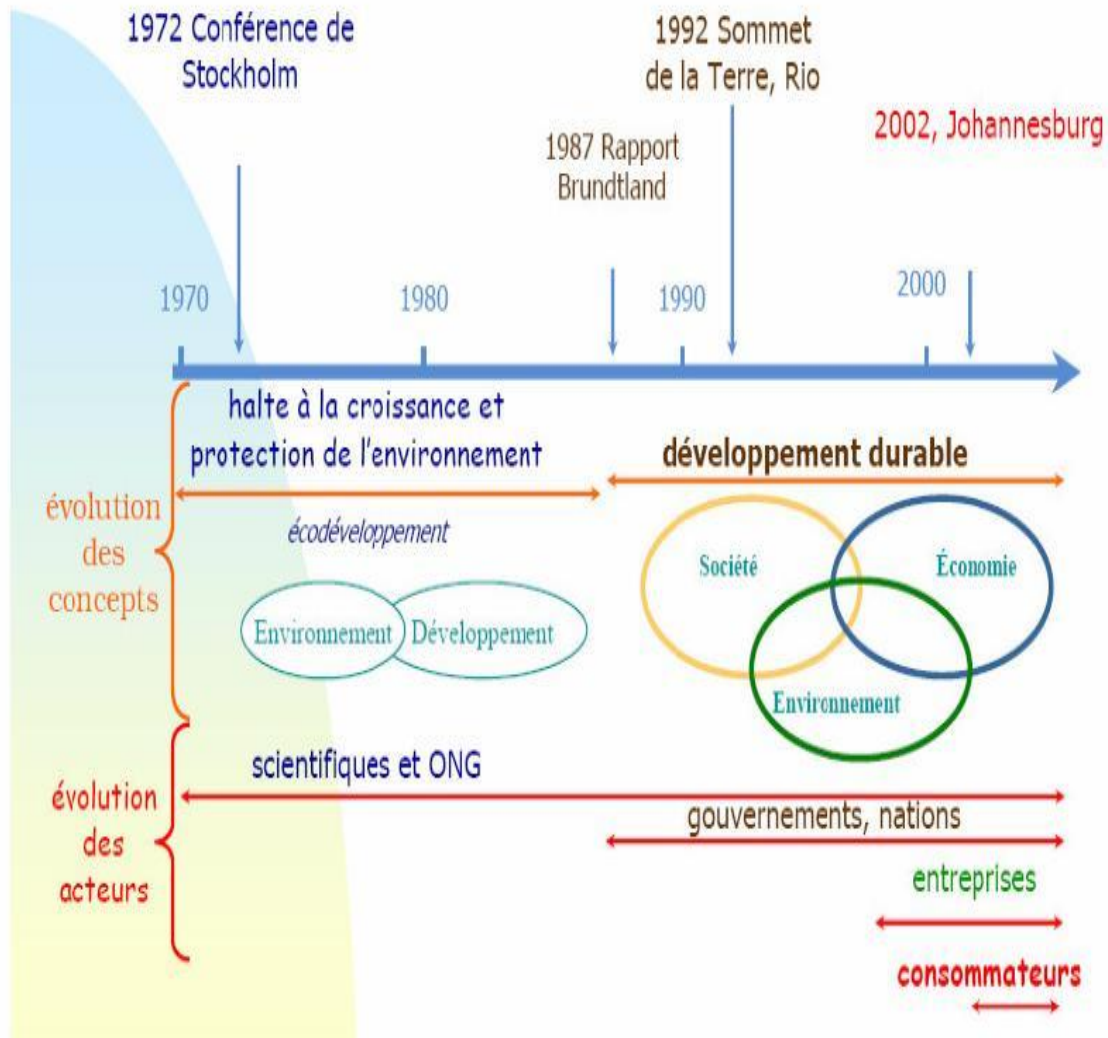 1972 Conférence de
Stockholm
1992 Sommet
de la Terre, Rio
1987 Rapport
Brundtland
2002, Johannesburg
1970
1980
1990
2000
halte à la croissance et
protection de l'environnement
développement durable
évolution
des
concepts
écodéveloppement
Environnement
Développement
Société
Économie
Environnement
évolution
des
acteurs
scientifiques et ONG
gouvernements, nations
entreprises
consommateurs